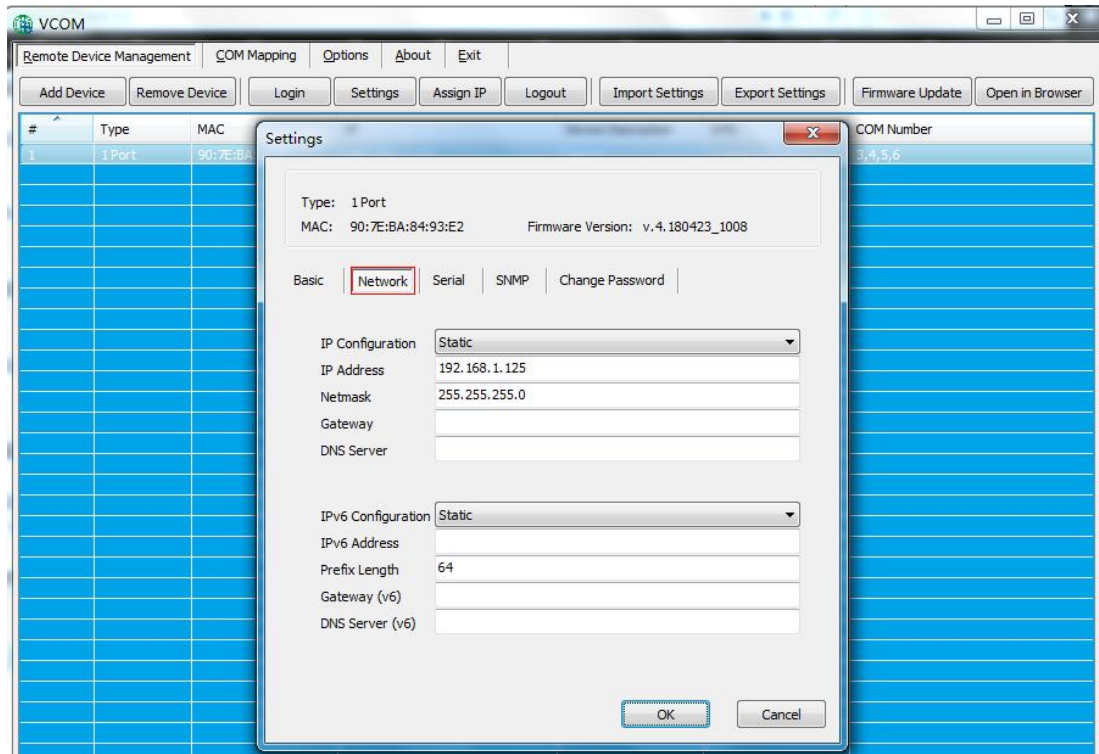 VCOM
Remote Device Management COM Mapping Options About Exit
Add Device Remove Device Login Settings Assign IP Logout Import Settings Export Settings Firmware Update Open in Browser
# Type MAC COM Number
1 1 Port 90:7E:BA 3,4,5,6
Settings
Type: 1 Port
MAC: 90:7E:BA:84:93:E2 Firmware Version: v.4.180423_1008
Basic Network Serial SNMP Change Password
IP Configuration Static
IP Address 192.168.1.125
Netmask 255.255.255.0
Gateway
DNS Server
IPv6 Configuration Static
IPv6 Address
Prefix Length 64
Gateway (v6)
DNS Server (v6)
OK Cancel